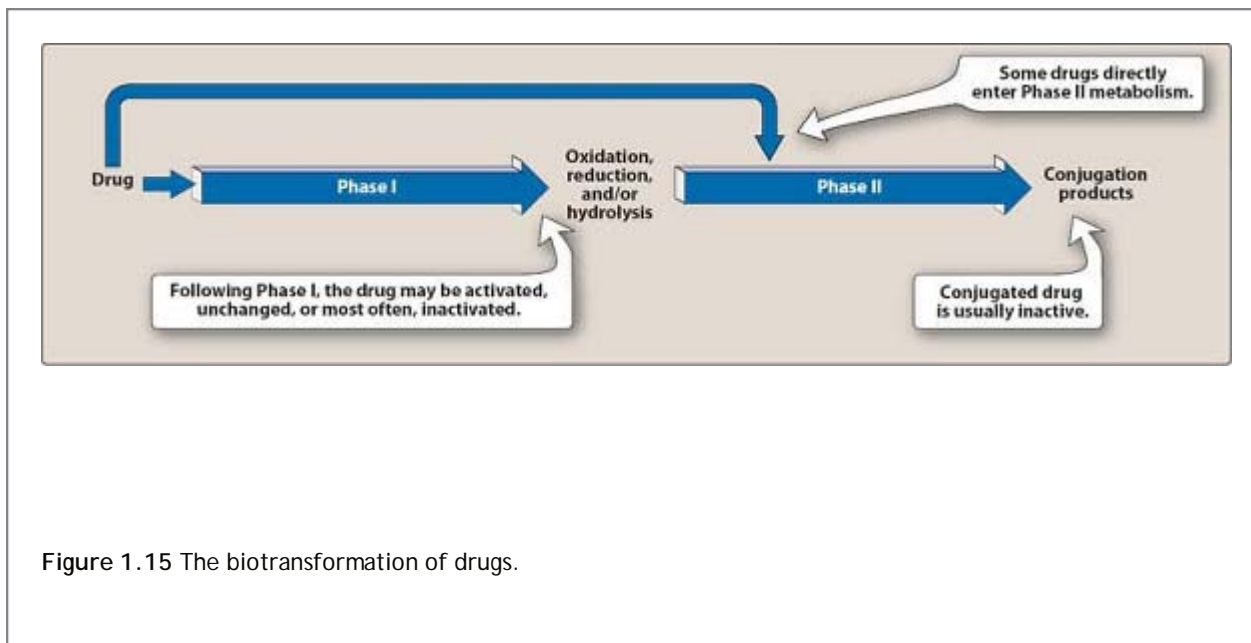 Some drugs directly
enter Phase II metabolism.
Drug
Phase I
Oxidation,
reduction,
and/or
hydrolysis
Phase II
Conjugation
products
Following Phase I, the drug may be activated,
unchanged, or most often, inactivated.
Conjugated drug
is usually inactive.
Figure 1.15 The biotransformation of drugs.